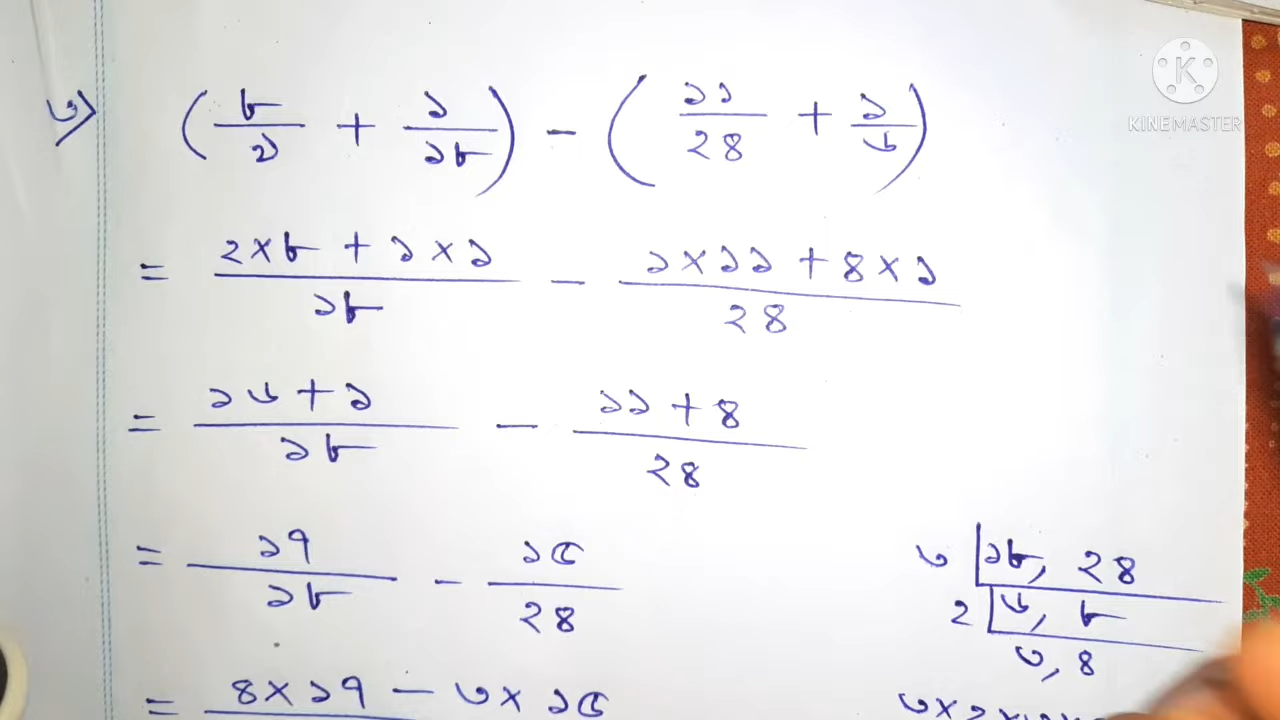 KINEMASTER
৩) (৮/৯ + ১/১৮) - (১১/২৪ + ১/৬)
= (২×৮ + ১×১)/১৮ - (১×১১ + ৪×১)/২৪
= (১৬+১)/১৮ - (১১+৪)/২৪
= ১৭/১৮ - ১৫/২৪
= ৪×১৭ - ৩×১৫
৩ | ১৮, ২৪
২ | ৬, ৮
৩, ৪